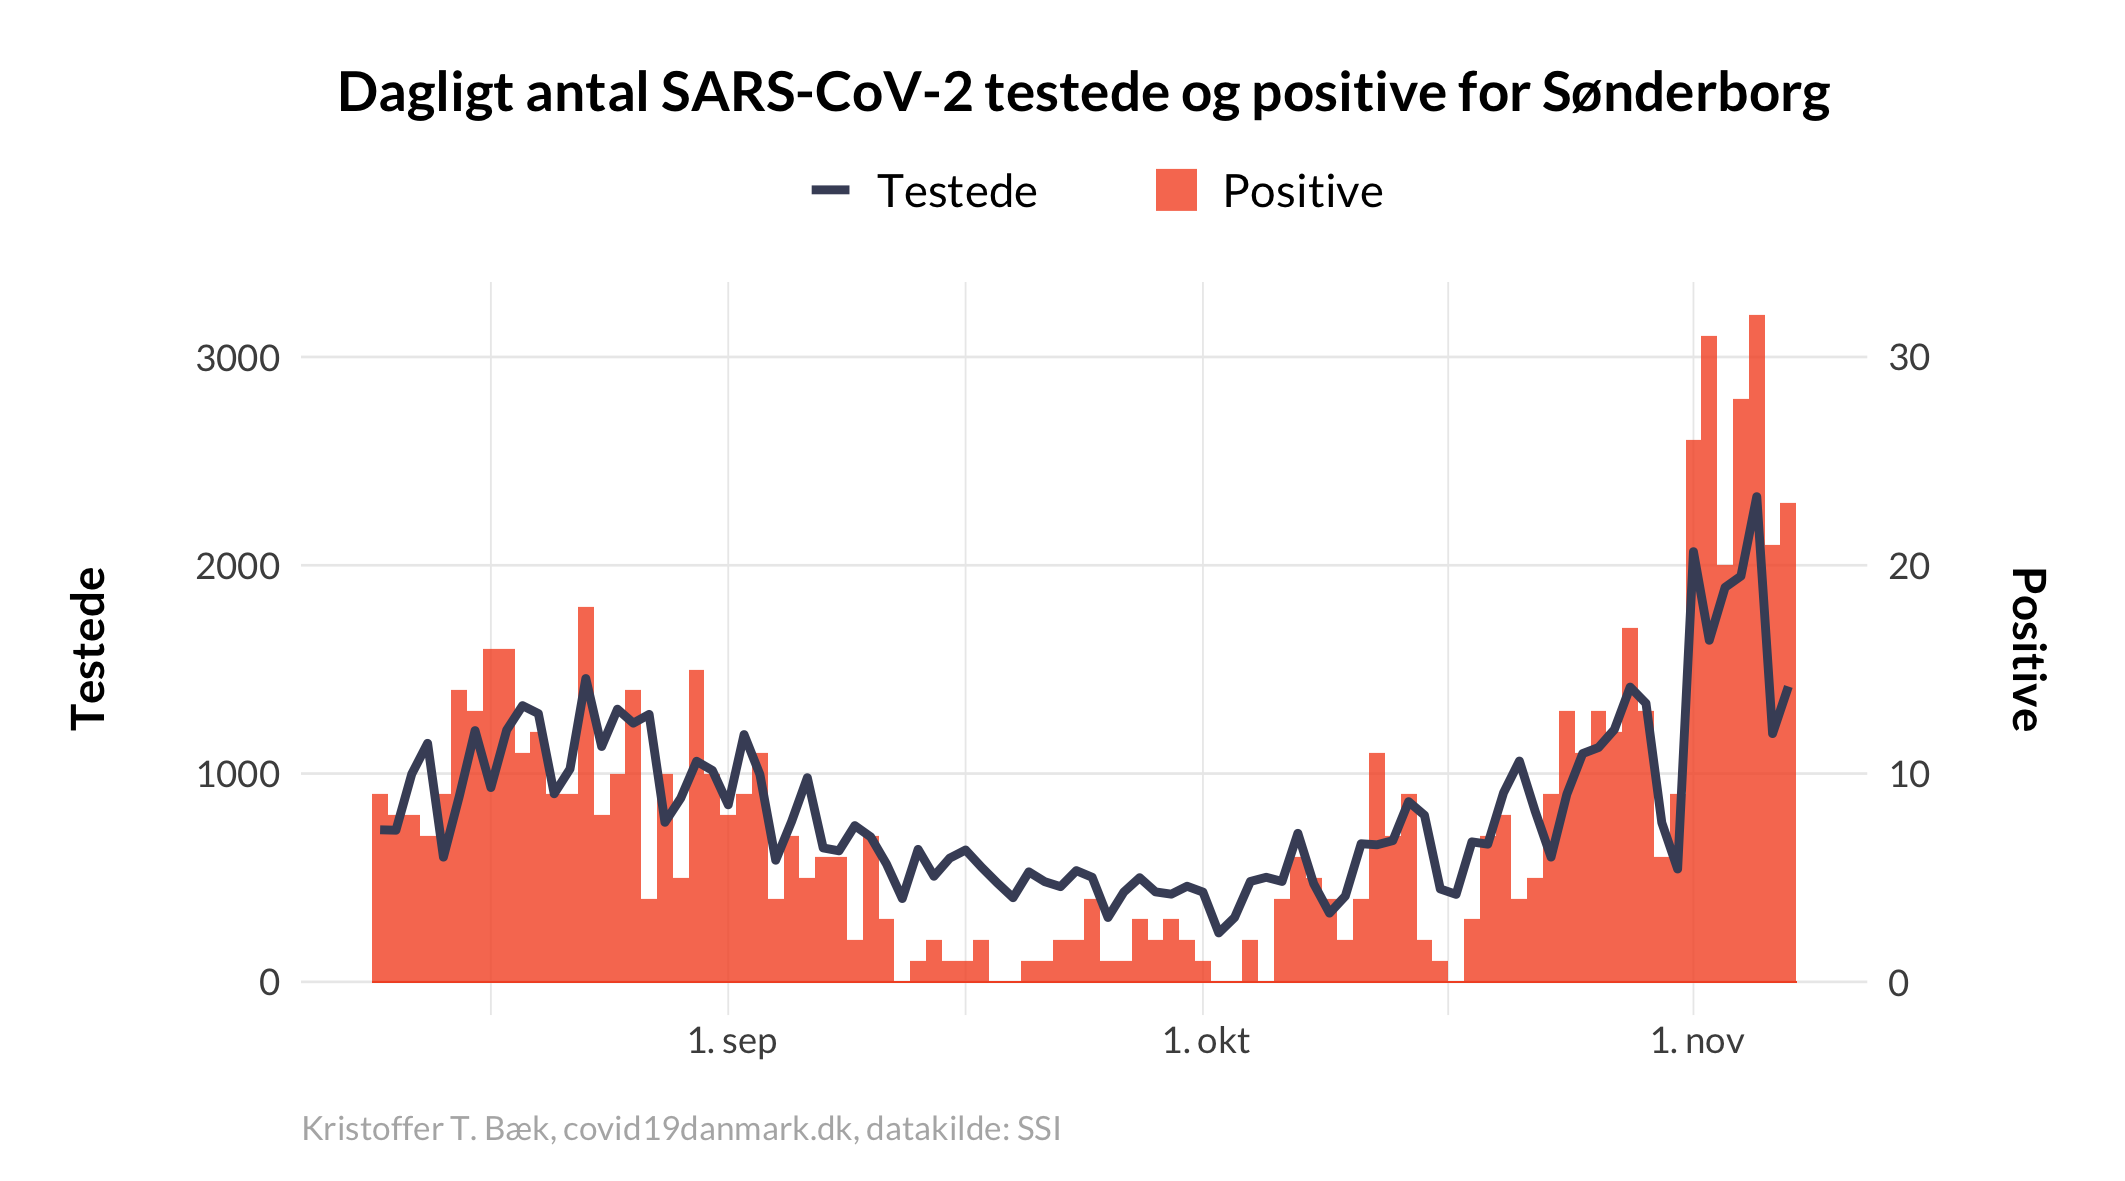 Dagligt antal SARS-CoV-2 testede og positive for Sønderborg
Testede Positive
3000 30
2000 20
1000 10
0 0
Testede
Positive
1. sep 1. okt 1. nov
Kristoffer T. Bæk, covid19danmark.dk, datakilde: SSI